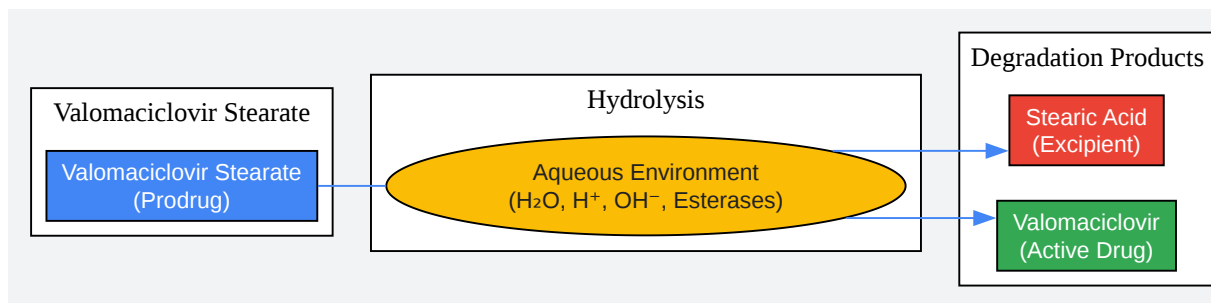 Valomaciclovir Stearate
Valomaciclovir Stearate
(Prodrug)
Hydrolysis
Aqueous Environment
(H₂O, H⁺, OH⁻, Esterases)
Degradation Products
Stearic Acid
(Excipient)
Valomaciclovir
(Active Drug)